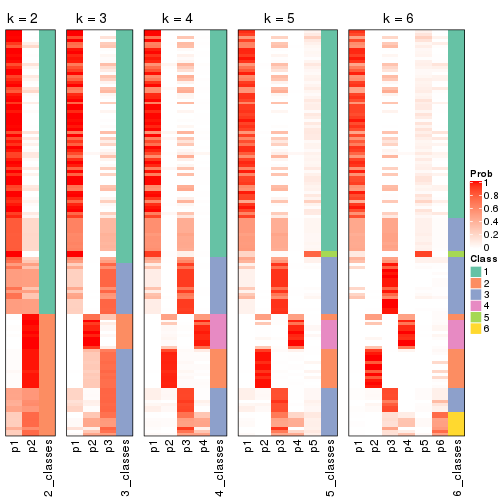 k = 2
k = 3
k = 4
k = 5
k = 6
p1
p2
2_classes
p1
p2
p3
3_classes
p1
p2
p3
p4
4_classes
p1
p2
p3
p4
p5
5_classes
p1
p2
p3
p4
p5
p6
6_classes
Prob
1
0.8
0.6
0.4
0.2
0
Class
1
2
3
4
5
6